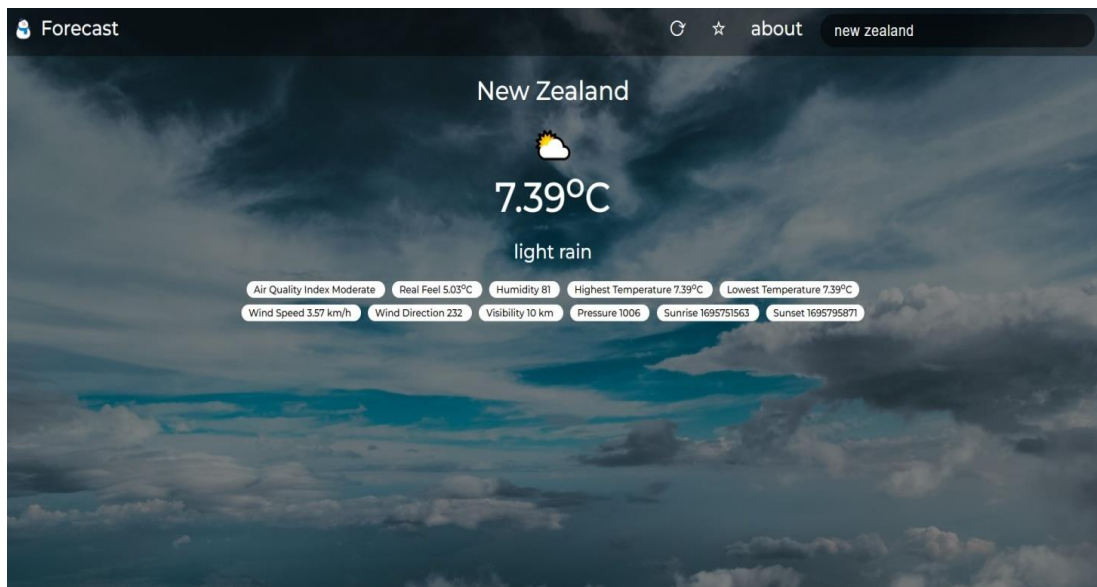 Forecast about new zealand
New Zealand
7.39°C
light rain
Air Quality Index Moderate Real Feel 5.03°C Humidity 81 Highest Temperature 7.39°C Lowest Temperature 7.39°C
Wind Speed 3.57 km/h Wind Direction 232 Visibility 10 km Pressure 1006 Sunrise 1695751563 Sunset 1695795871